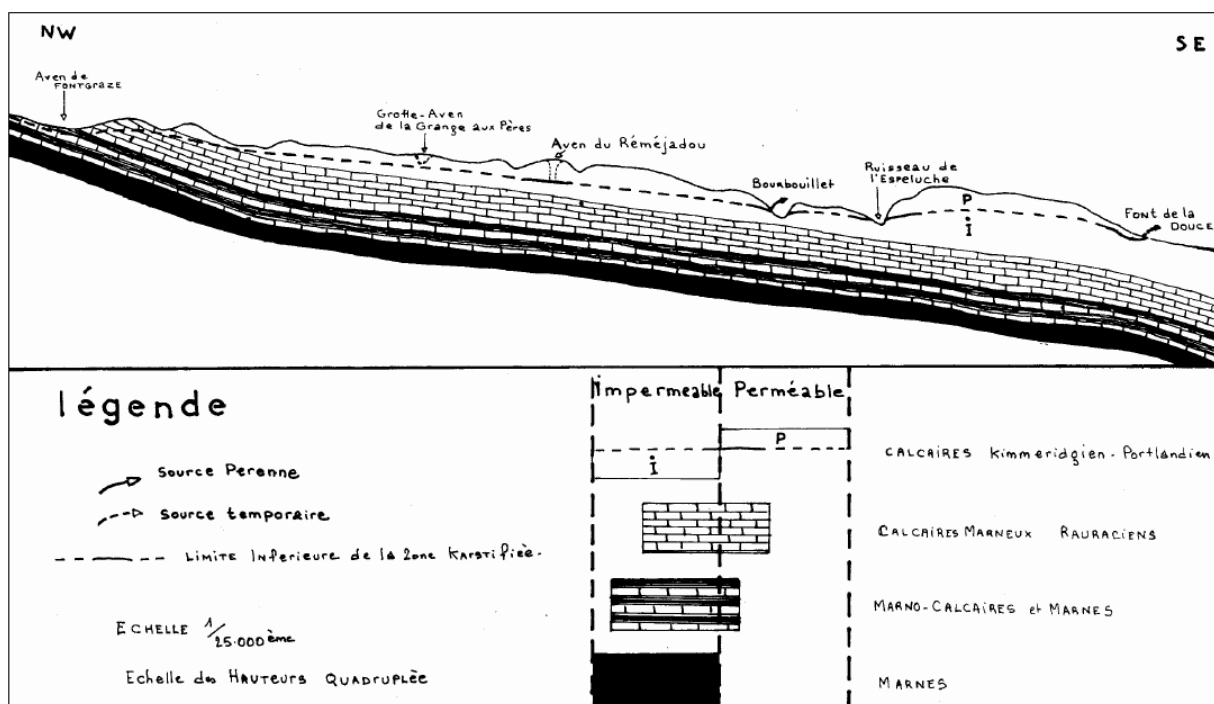 NW
SE
Aven de
FONTGRAZE
Grotte-Aven
de la Grange aux Pères
Aven du Réméjadou
Bourbouillet
Ruisseau de
l'Espeluche
P
İ
Font de la
DOUCE
légende
impermeable
Perméable
Source Perenne
Source temporaire
LIMITE INFERIEURE de la ZONE KARSTIFIÈE.
ECHELLE 1/25.000ème
Echelle des HAUTEURS QUADRUPLÈE
P
İ
CALCAIRES Kimmeridgien-Portlandien
CALCAIRES MARNEUX RAURACIENS
MARNO-CALCAIRES et MARNES
MARNES